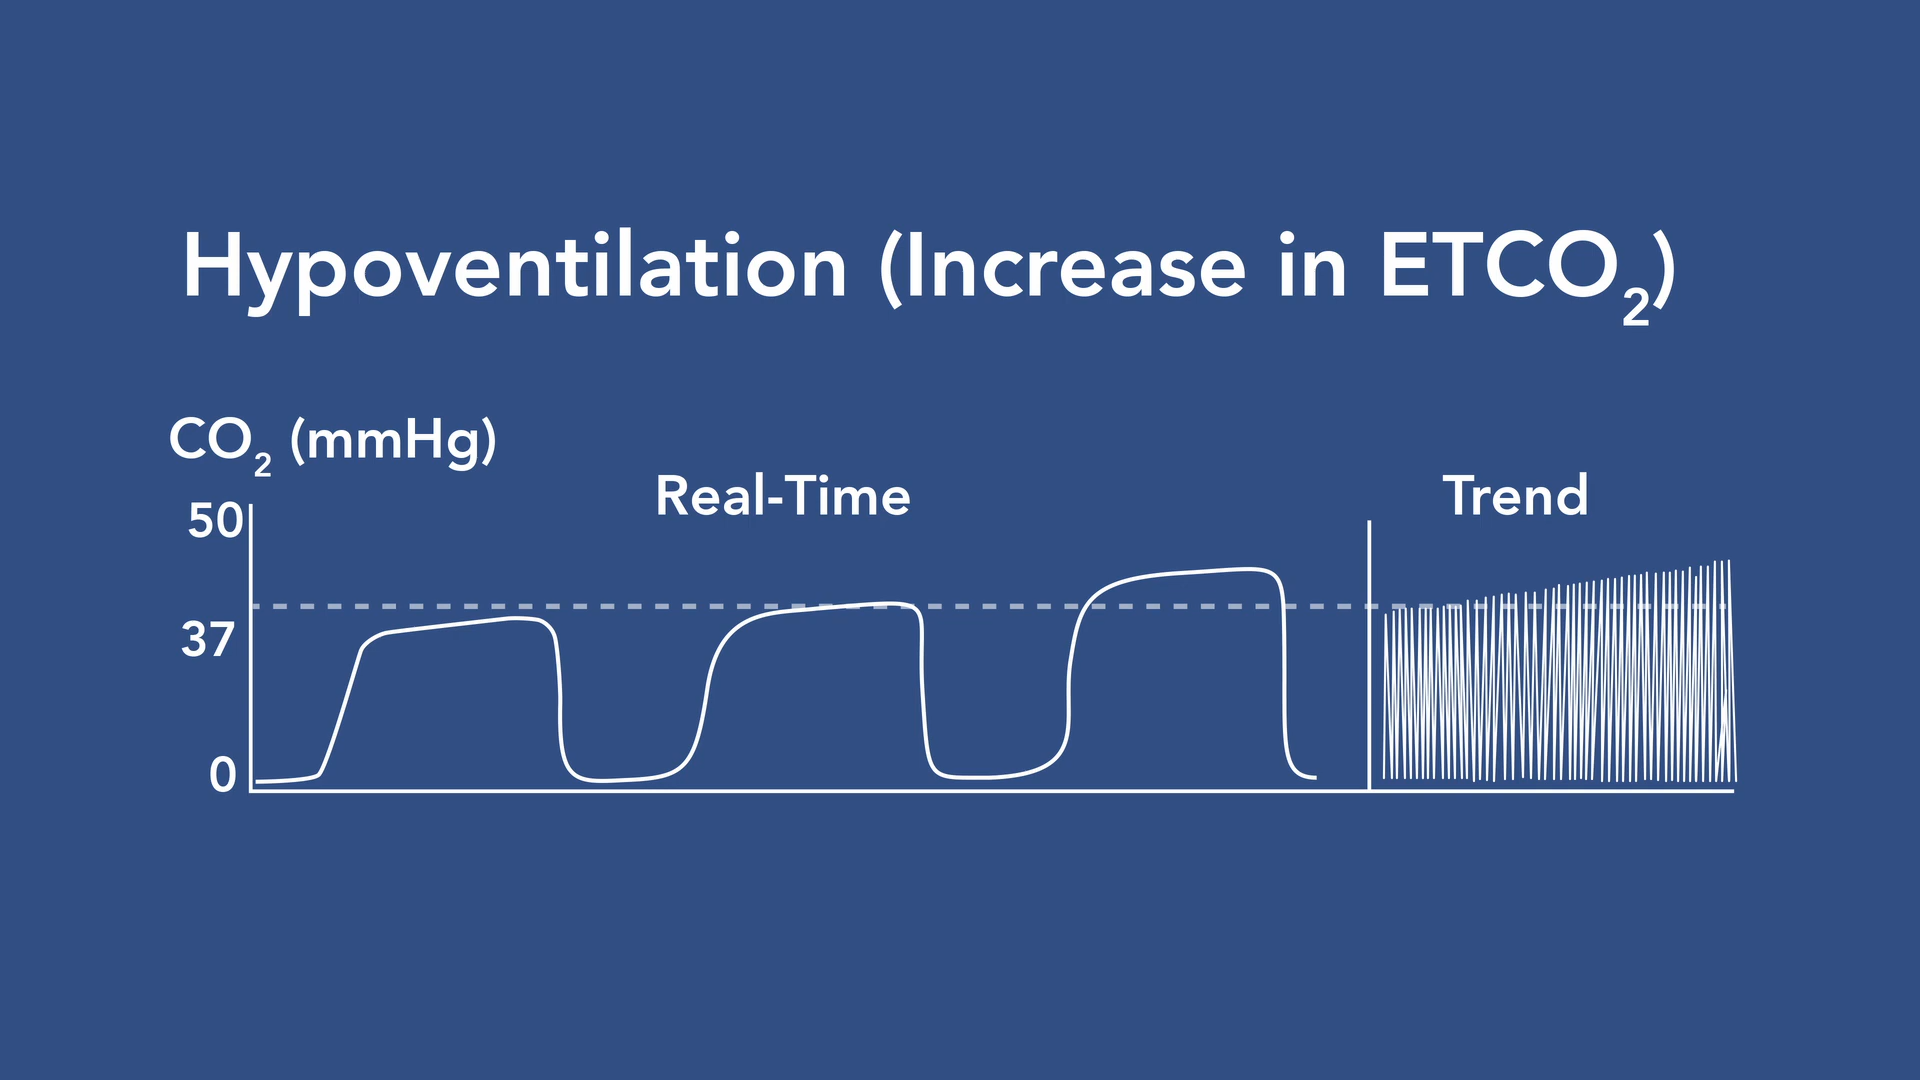 Hypoventilation (Increase in ETCO₂)
CO₂ (mmHg)
Real-Time
Trend
50
37
0